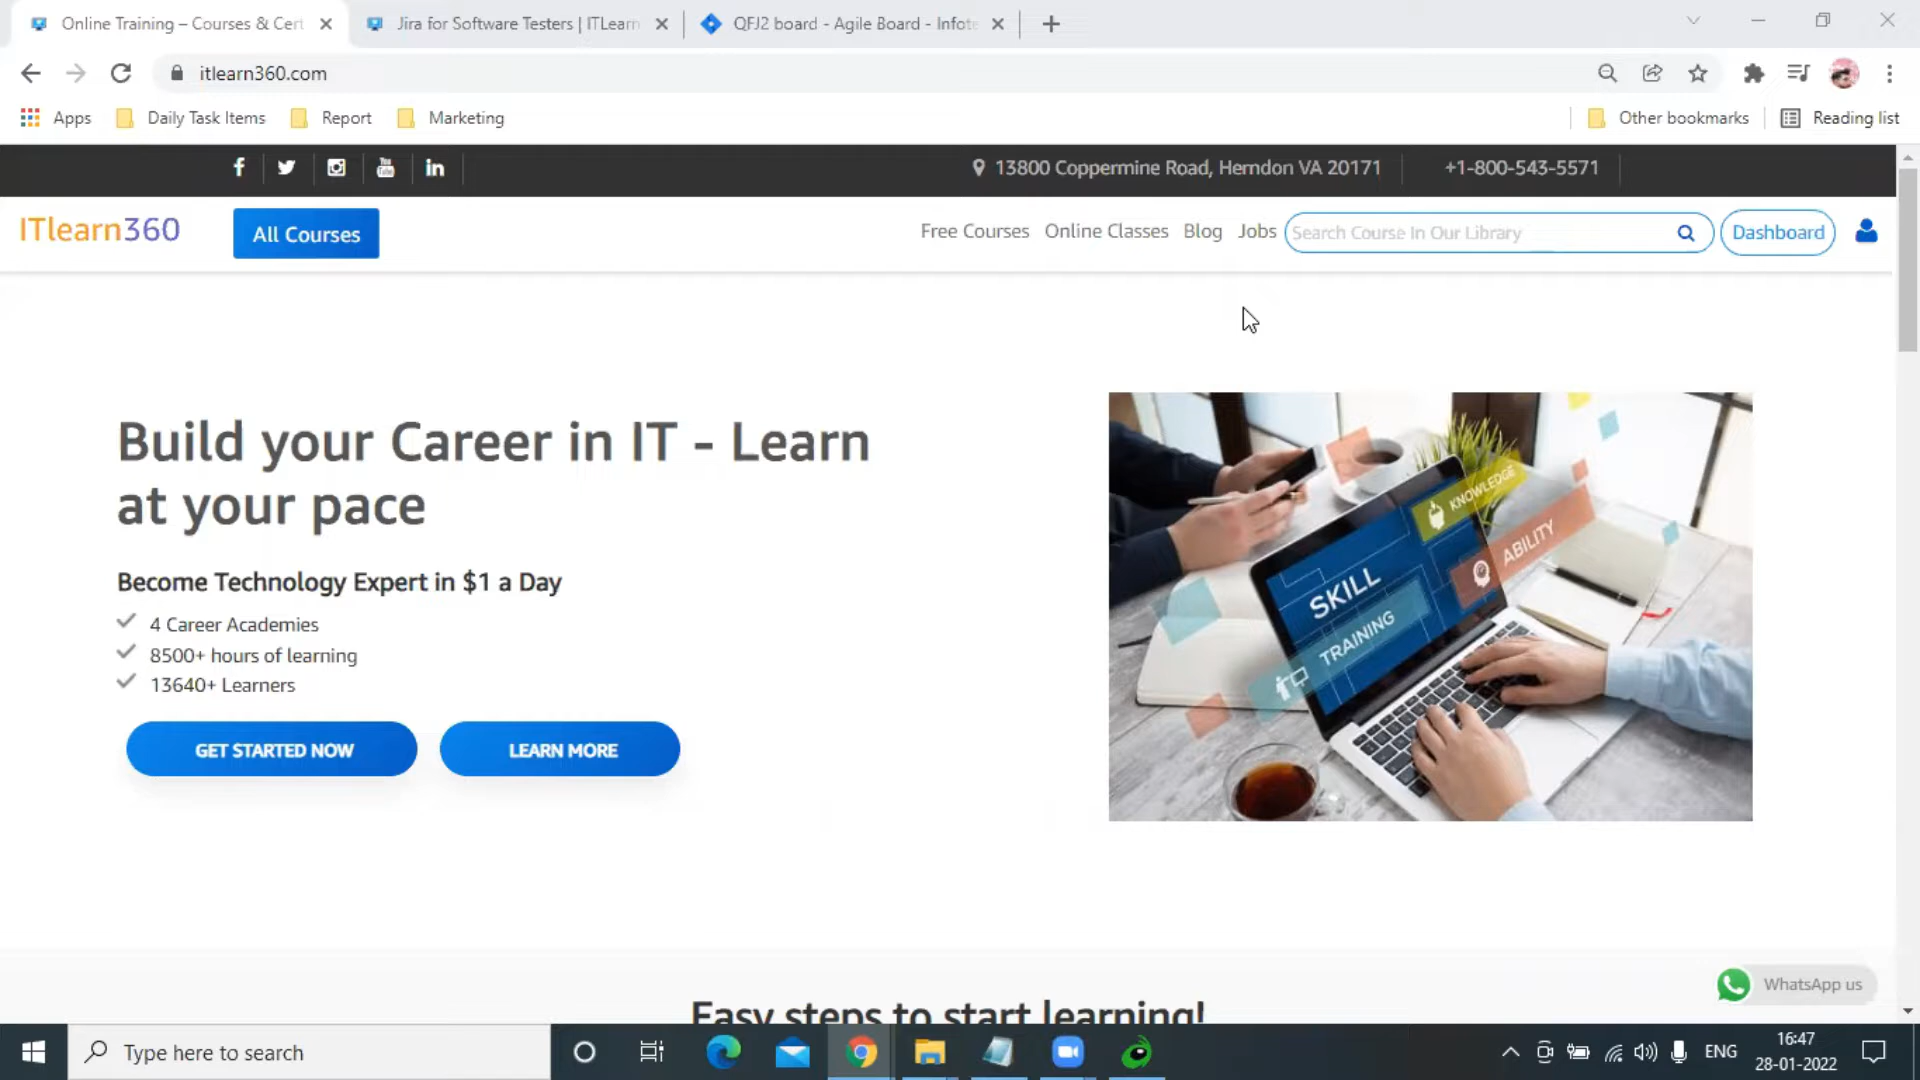 Online Training – Courses & Cert
Jira for Software Testers | ITLearn
QFJ2 board - Agile Board - Infote
itlearn360.com
Apps
Daily Task Items
Report
Marketing
Other bookmarks
Reading list
13800 Coppermine Road, Herndon VA 20171
+1-800-543-5571
ITlearn360
All Courses
Free Courses
Online Classes
Blog
Jobs
Search Course In Our Library
Dashboard
Build your Career in IT - Learn
at your pace
Become Technology Expert in $1 a Day
4 Career Academies
8500+ hours of learning
13640+ Learners
GET STARTED NOW
LEARN MORE
KNOWLEDGE
ABILITY
SKILL
TRAINING
WhatsApp us
Easy steps to start learning!
Type here to search
ENG
16:47
28-01-2022